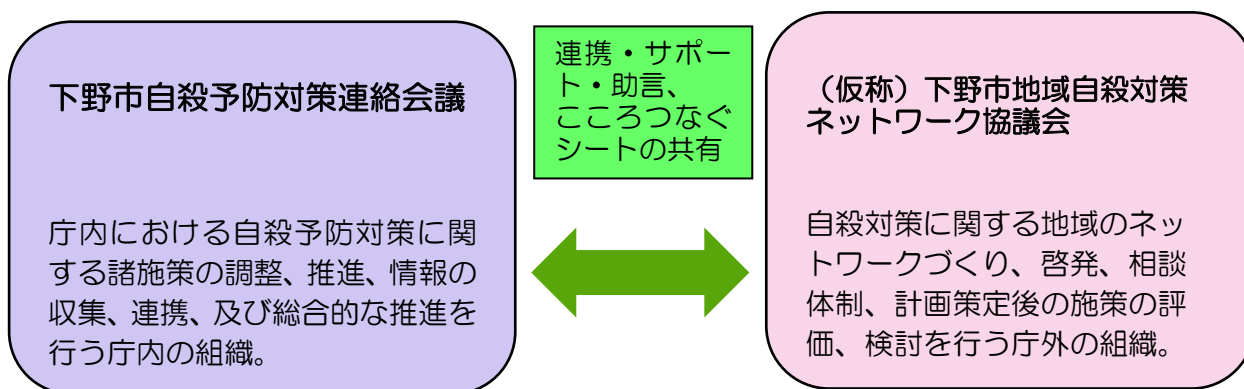 下野市自殺予防対策連絡会議
庁内における自殺予防対策に関
する諸施策の調整、推進、情報の
収集、連携、及び総合的な推進を
行う庁内の組織。
連携・サポー
ト・助言、
こころつなぐ
シートの共有
（仮称）下野市地域自殺対策
ネットワーク協議会
自殺対策に関する地域のネッ
トワークづくり、啓発、相談
体制、計画策定後の施策の評
価、検討を行う庁外の組織。